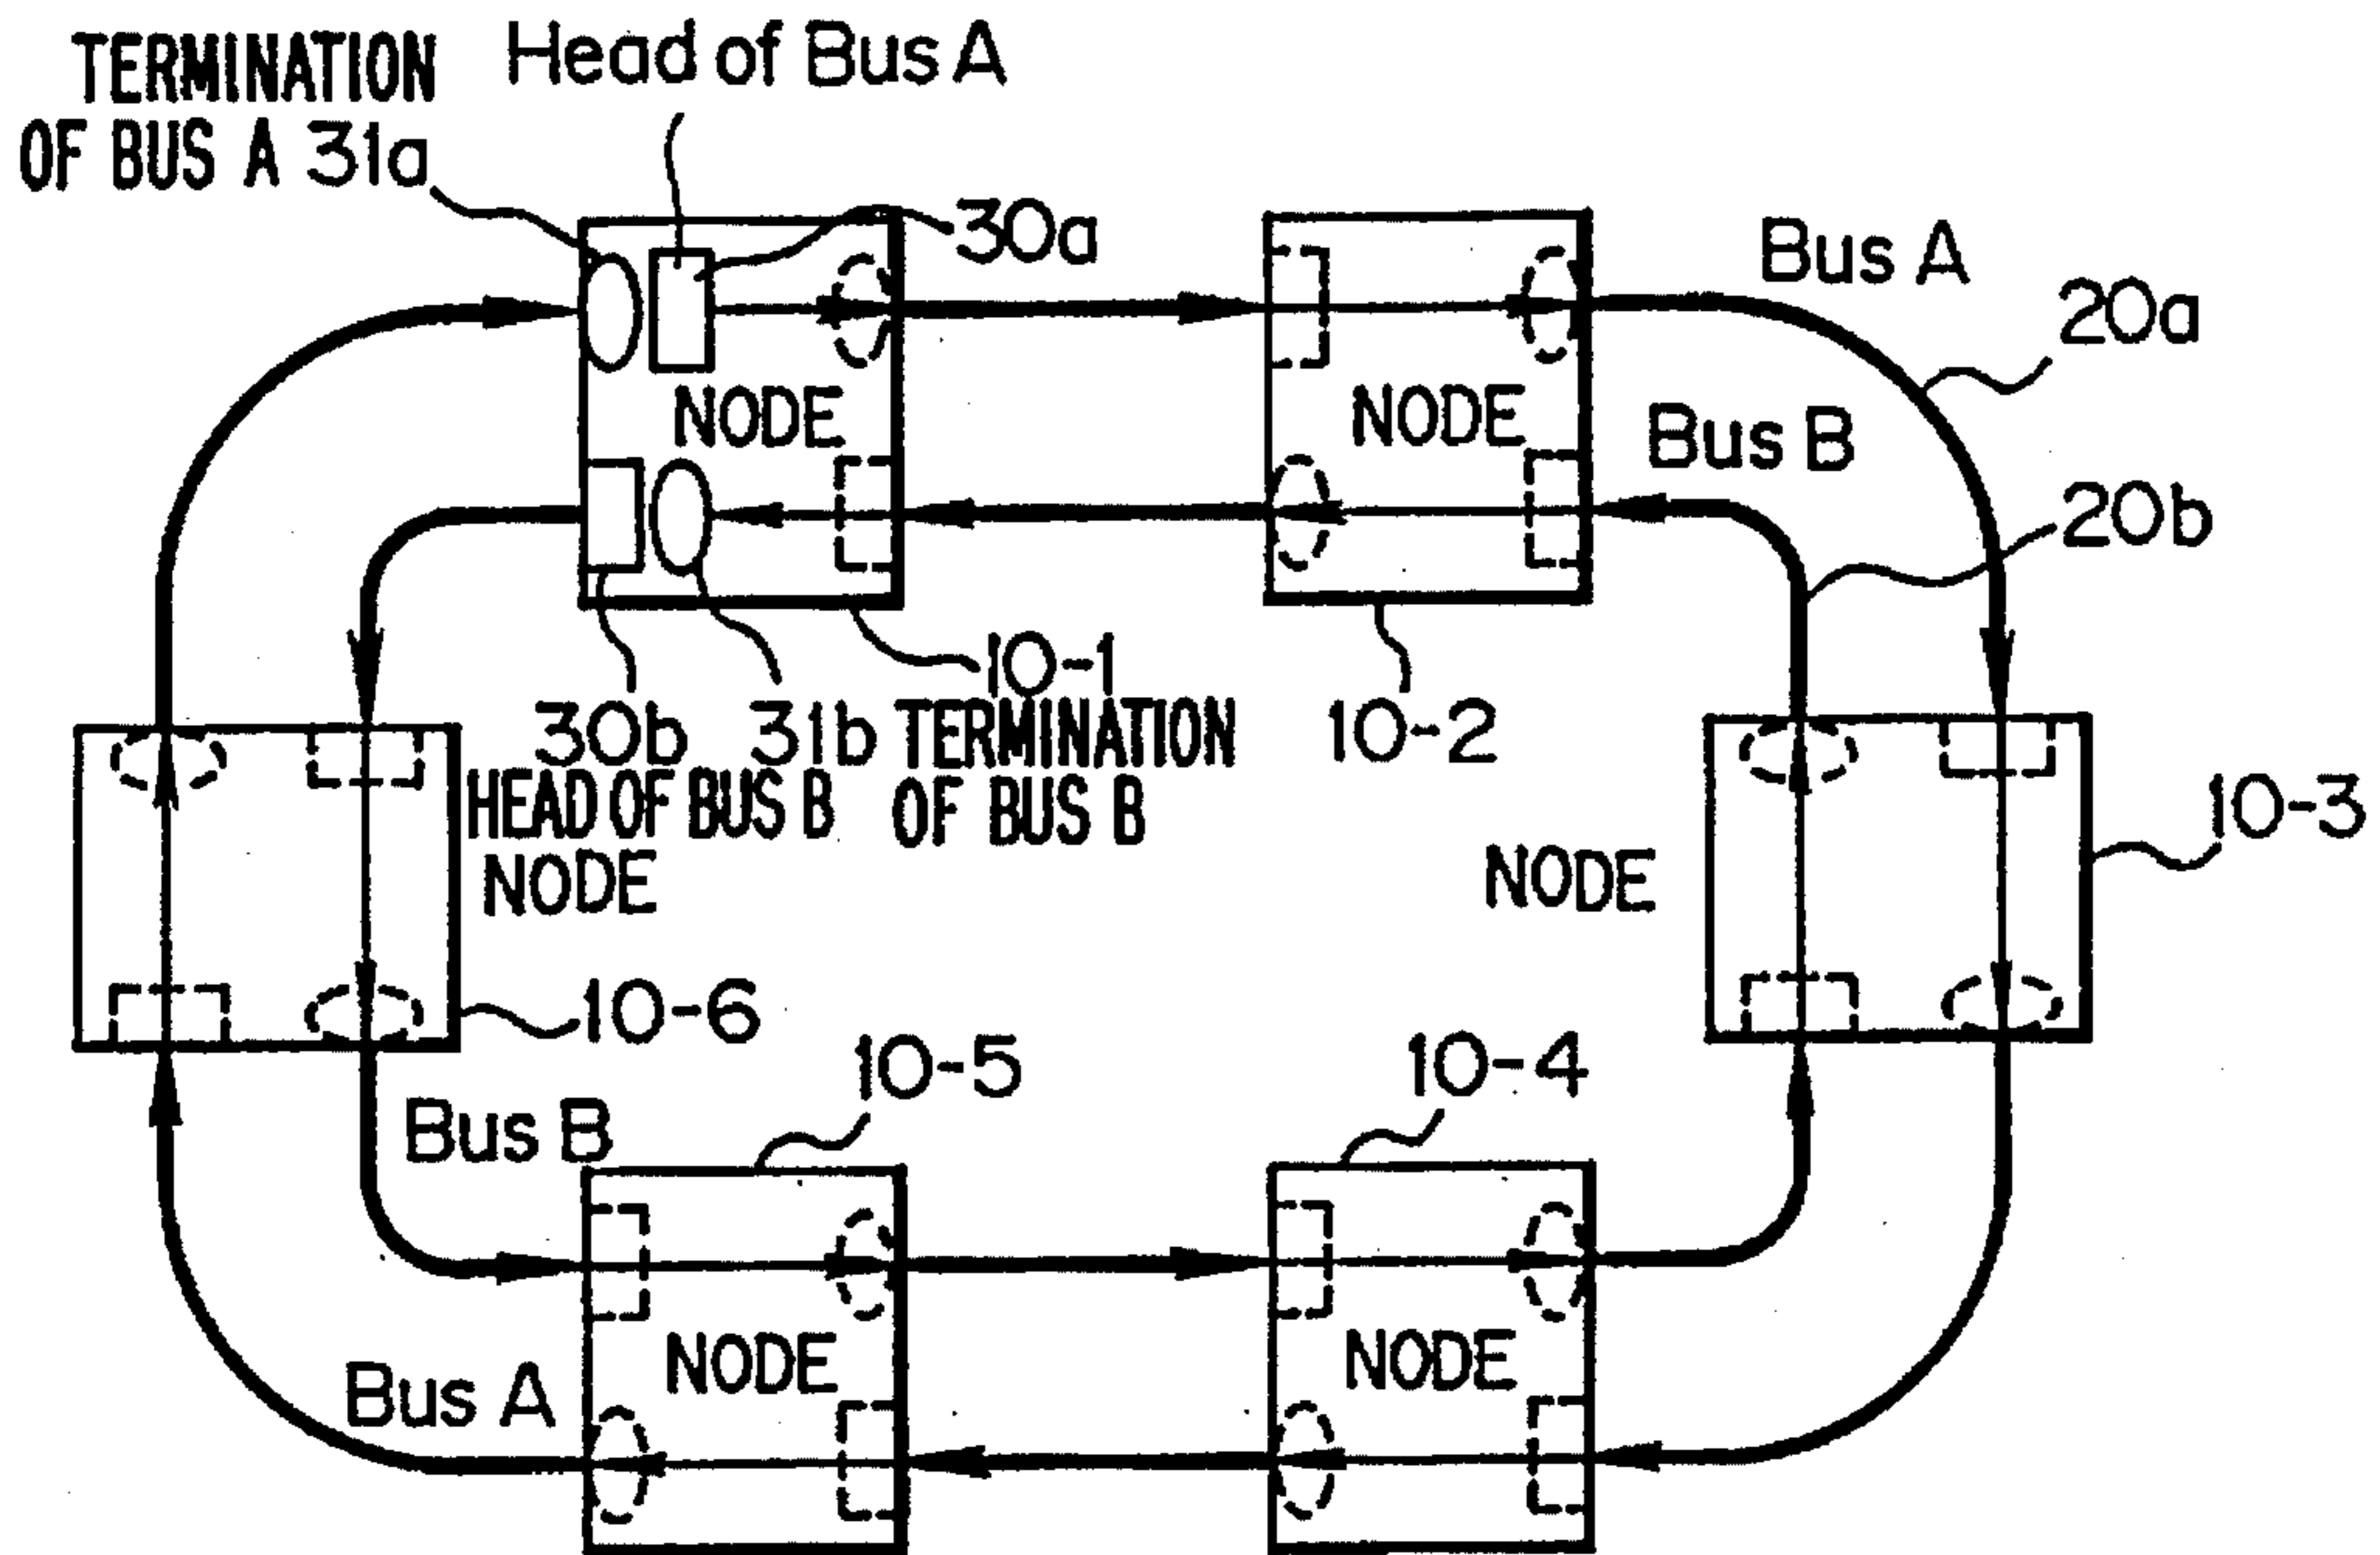 TERMINATION
OF BUS A 31a
Head of Bus A
30a
Bus A
20a
NODE
NODE
Bus B
20b
10-1
30b
31b TERMINATION
OF BUS B
HEAD OF BUS B
10-2
10-3
NODE
NODE
10-6
10-5
10-4
Bus B
NODE
NODE
Bus A